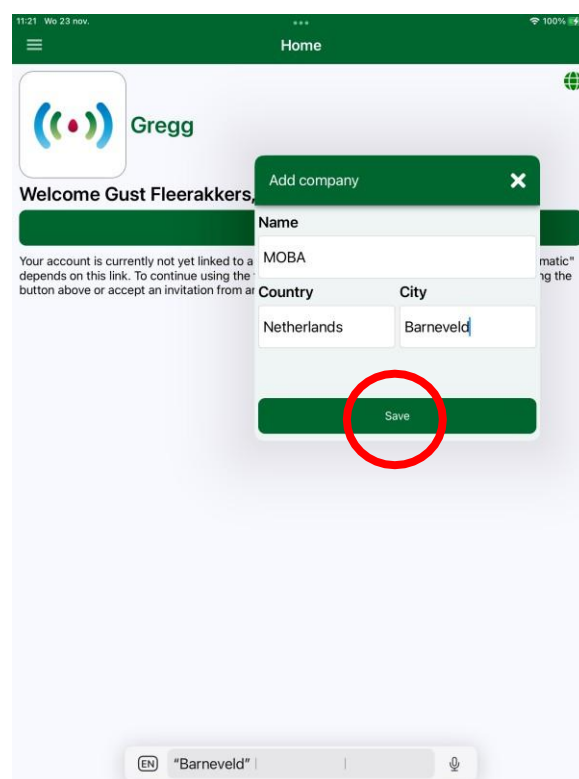 11:21 Wo 23 nov.
100%
Home
Gregg
Welcome Gust Fleerakkers,
Add company
Name
MOBA
Country City
Netherlands Barneveld
Save
Your account is currently not yet linked to a
matic"
depends on this link. To continue using the
ng the
button above or accept an invitation from
EN "Barneveld"